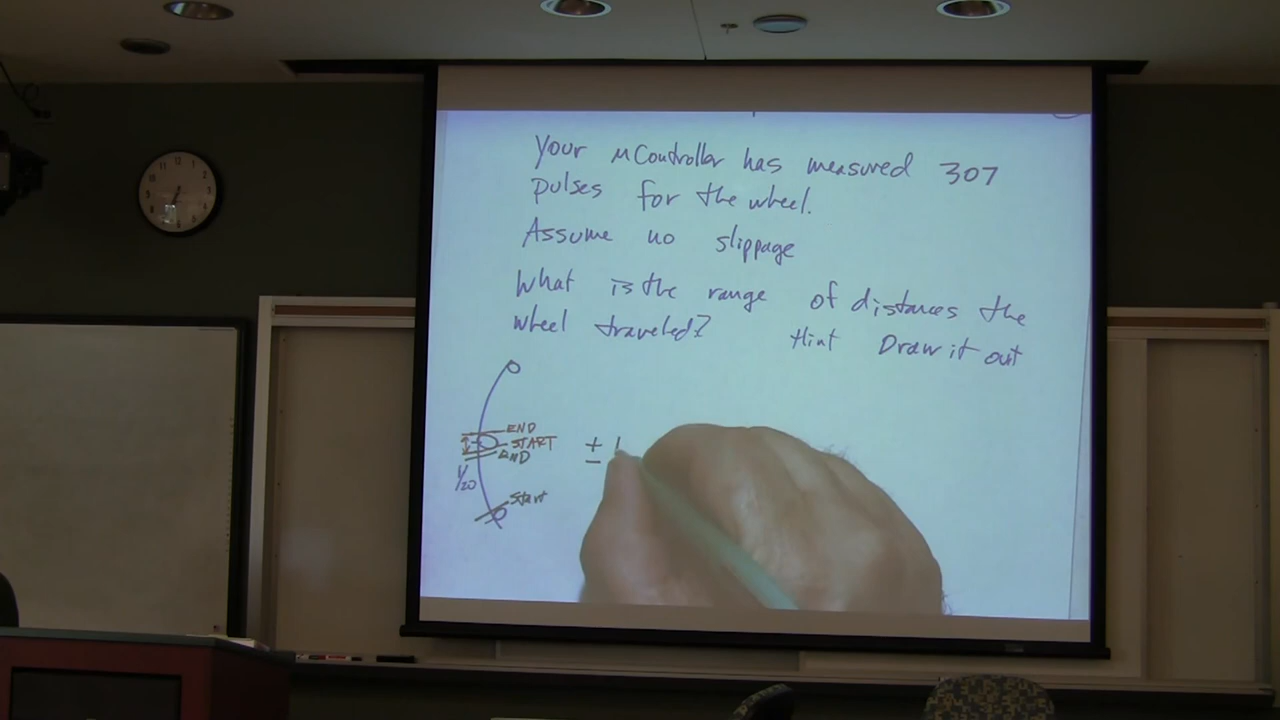 Your μController has measured 307
pulses for the wheel.
Assume no slippage
What is the range of distances the
wheel traveled? Hint Draw it out
END
START
END
1/20
Start
±